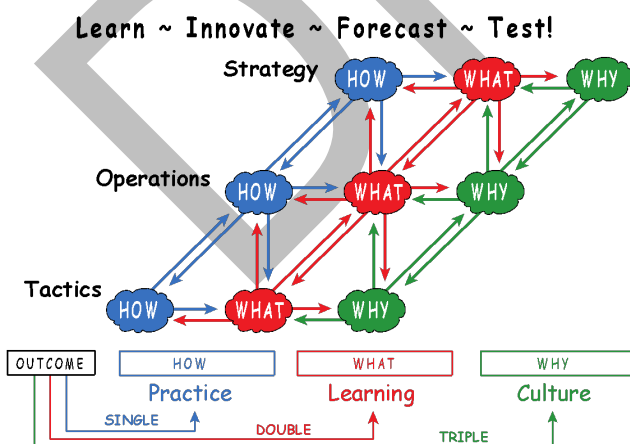 Learn ~ Innovate ~ Forecast ~ Test!
Strategy HOW WHAT WHY
Operations HOW WHAT WHY
Tactics HOW WHAT WHY
OUTCOME HOW WHAT WHY
Practice Learning Culture
SINGLE
DOUBLE
TRIPLE